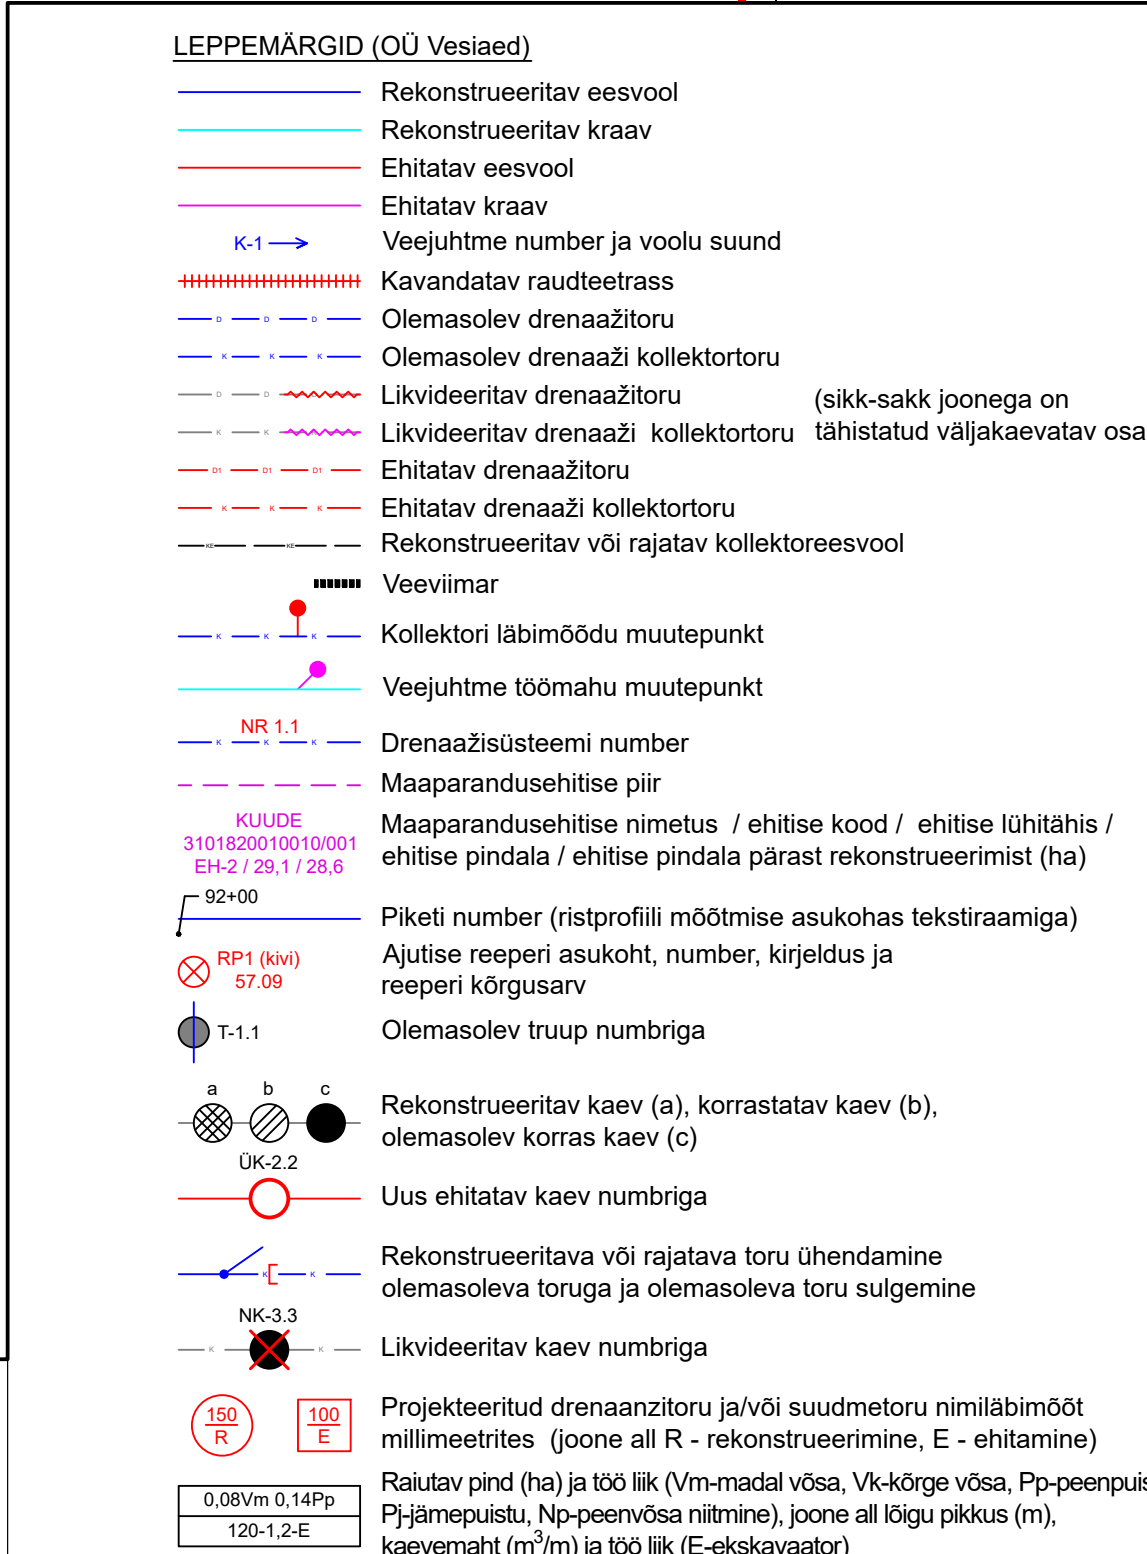 LEPPEMÄRGID (OÜ Vesiaed)
Rekonstrueeritav eesvool
Rekonstrueeritav kraav
Ehitatav eesvool
Ehitatav kraav
K-1 Veejuhtme number ja voolu suund
Kavandatav raudteetrass
D D D Olemasolev drenaažitoru
K K K Olemasolev drenaaži kollektortoru
D D Likvideeritav drenaažitoru (sikk-sakk joonega on
K K Likvideeritav drenaaži kollektortoru tähistatud väljakaevatav osa
D1 D1 D1 Ehitatav drenaažitoru
K K K Ehitatav drenaaži kollektortoru
KE KE Rekonstrueeritav või rajatav kollektoreesvool
Veeviimar
K K K Kollektori läbimõõdu muutepunkt
Veejuhtme töömahu muutepunkt
NR 1.1
K K K Drenaažisüsteemi number
Maaparandusehitise piir
KUUDE
3101820010010/001
EH-2 / 29,1 / 28,6
Maaparandusehitise nimetus / ehitise kood / ehitise lühitähis /
ehitise pindala / ehitise pindala pärast rekonstrueerimist (ha)
92+00
Piketi number (ristprofiili mõõtmise asukohas tekstiraamiga)
RP1 (kivi)
57.09
Ajutise reeperi asukoht, number, kirjeldus ja
reeperi kõrgusarv
T-1.1 Olemasolev truup numbriga
a b c
Rekonstrueeritav kaev (a), korrastatav kaev (b),
olemasolev korras kaev (c)
ÜK-2.2
Uus ehitatav kaev numbriga
K K
Rekonstrueeritava või rajatava toru ühendamine
olemasoleva toruga ja olemasoleva toru sulgemine
NK-3.3
K K Likvideeritav kaev numbriga
150
R
100
E
Projekteeritud drenaanzitoru ja/või suudmetoru nimiläbimõõt
millimeetrites (joone all R - rekonstrueerimine, E - ehitamine)
0,08Vm 0,14Pp
120-1,2-E
Raiutav pind (ha) ja töö liik (Vm-madal võsa, Vk-kõrge võsa, Pp-peenpuis
Pj-jämepuistu, Np-peenvõsa niitmine), joone all lõigu pikkus (m),
kaevemaht (m³/m) ja töö liik (E-ekskavaator)